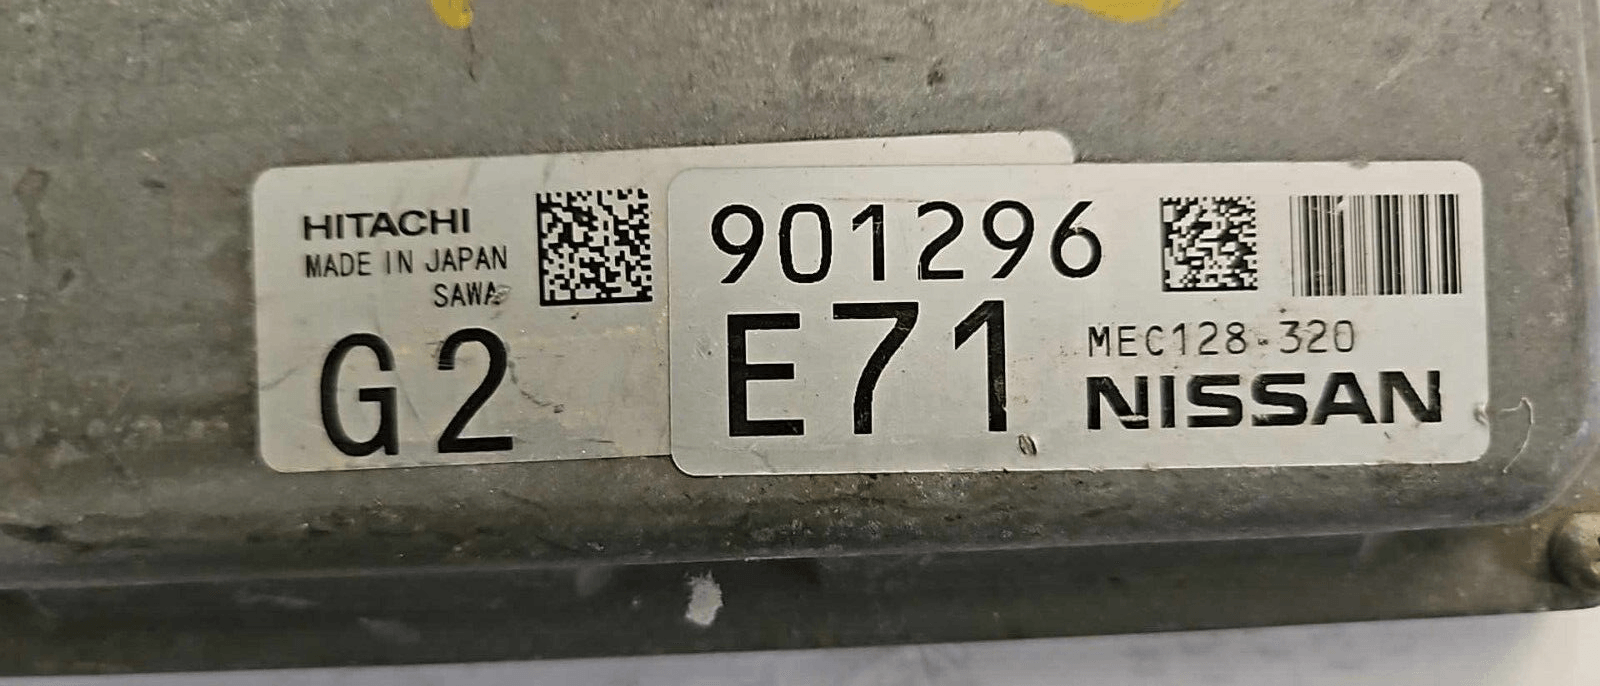 HITACHI
MADE IN JAPAN
SAWA
G2
901296
E71
MEC128-320
NISSAN